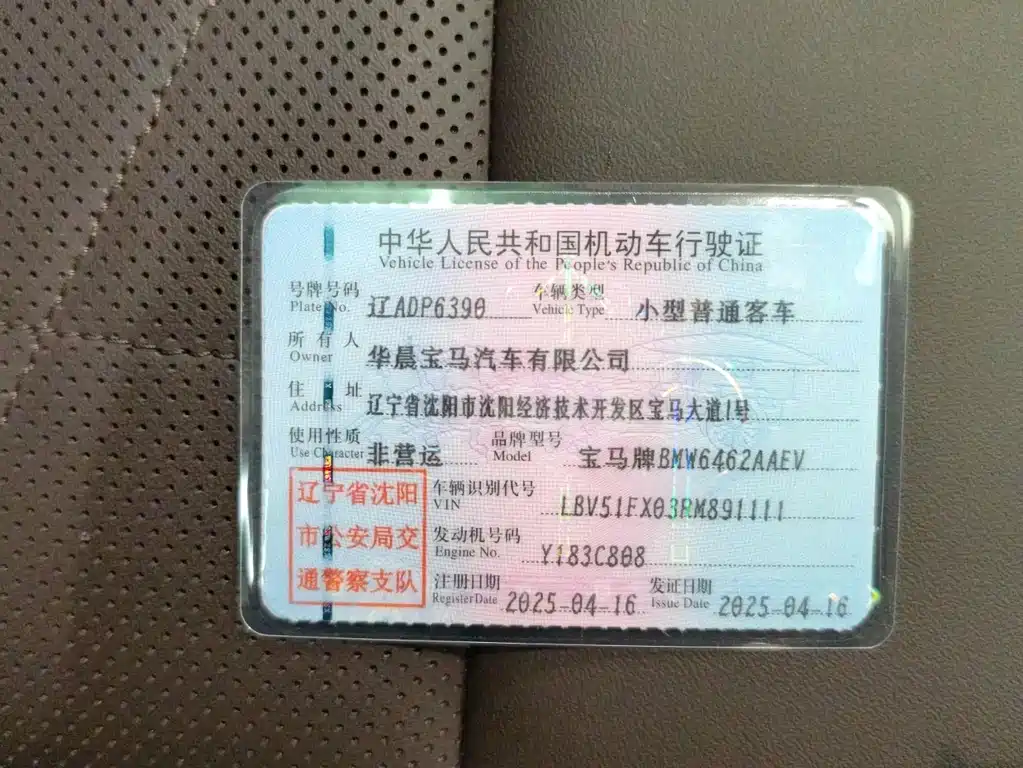 中华人民共和国机动车行驶证
Vehicle License of the People's Republic of China
号牌号码 辽ADP6390 车辆类型 小型普通客车
Plate No. Vehicle Type
所有人 华晨宝马汽车有限公司
Owner
住址 辽宁省沈阳市沈阳经济技术开发区宝马大道1号
Address
使用性质 非营运 品牌型号 宝马牌BMW6462AAEV
Use Character Model
辽宁省沈阳
市公安局交
通警察支队
车辆识别代号 LBV51FX03RM891111
VIN
发动机号码 Y183C808
Engine No.
注册日期 2025-04-16 发证日期 2025-04-16
Register Date Issue Date